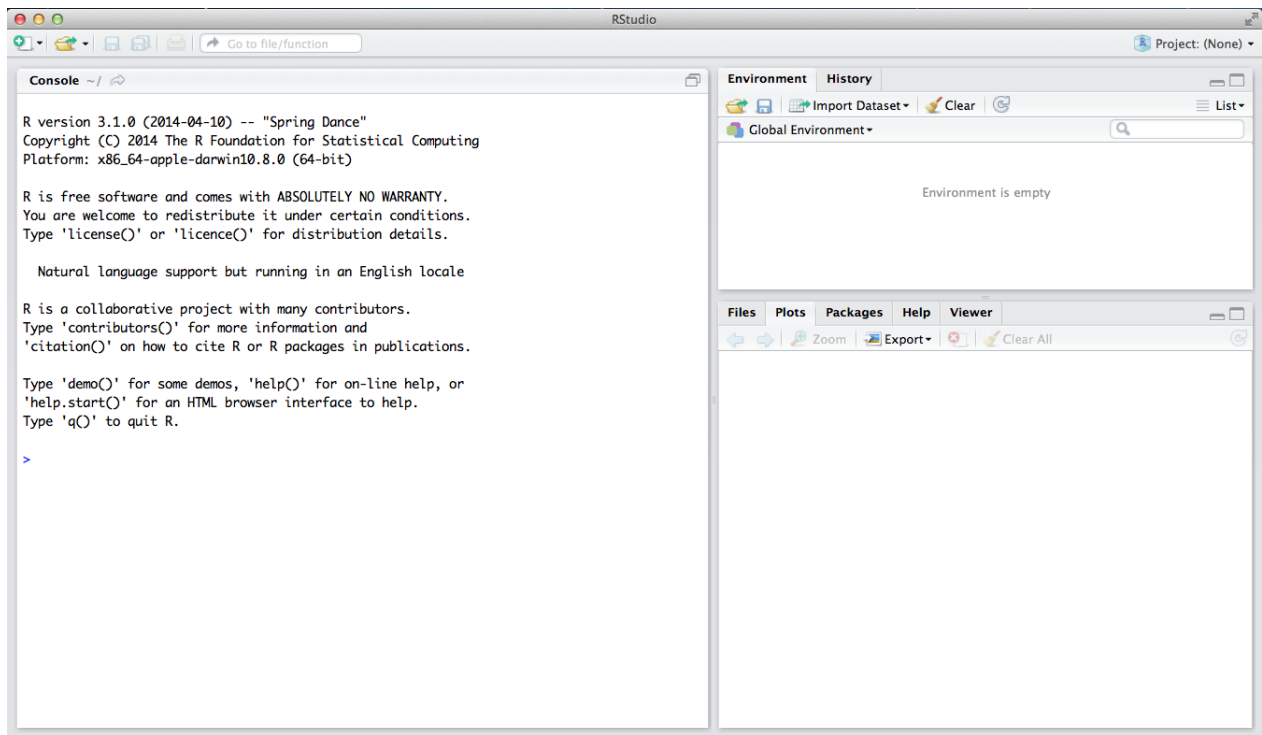 RStudio
Go to file/function
Project: (None)
Console ~/
R version 3.1.0 (2014-04-10) -- "Spring Dance"
Copyright (C) 2014 The R Foundation for Statistical Computing
Platform: x86_64-apple-darwin10.8.0 (64-bit)
R is free software and comes with ABSOLUTELY NO WARRANTY.
You are welcome to redistribute it under certain conditions.
Type 'license()' or 'licence()' for distribution details.
Natural language support but running in an English locale
R is a collaborative project with many contributors.
Type 'contributors()' for more information and
'citation()' on how to cite R or R packages in publications.
Type 'demo()' for some demos, 'help()' for on-line help, or
'help.start()' for an HTML browser interface to help.
Type 'q()' to quit R.
>
Environment History
Import Dataset Clear List
Global Environment
Environment is empty
Files Plots Packages Help Viewer
Zoom Export Clear All